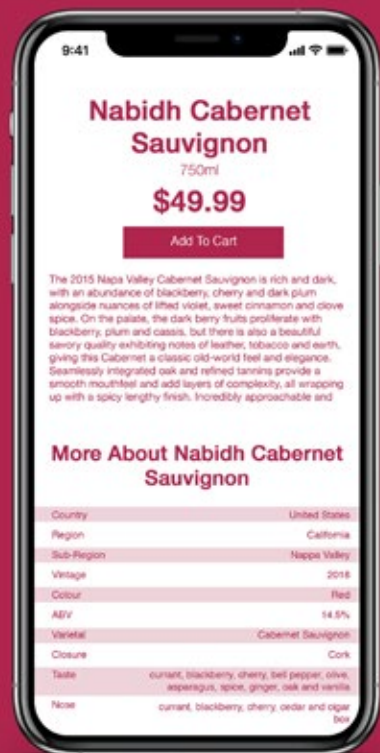 9:41
Nabidh Cabernet
Sauvignon
750ml
$49.99
Add To Cart
The 2015 Napa Valley Cabernet Sauvignon is rich and dark,
with an abundance of blackberry, cherry and dark plum
alongside nuances of lifted violet, sweet cinnamon and clove
spice. On the palate, the dark berry fruits proliferate with
blackberry, plum and cassis, but there is also a beautiful
savory quality exhibiting notes of leather, tobacco and earth,
giving this Cabernet a classic old-world feel and elegance.
Seamlessly integrated oak and refined tannins provide a
smooth mouthfeel and add layers of complexity, all wrapping
up with a spicy lengthy finish. Incredibly approachable and
More About Nabidh Cabernet
Sauvignon
Country United States
Region California
Sub-Region Nappa Valley
Vintage 2016
Colour Red
ABV 14.5%
Varietal Cabernet Sauvignon
Closure Cork
Taste currant, blackberry, cherry, bell pepper, olive,
asparagus, spice, ginger, oak and vanilla
Nose currant, blackberry, cherry, cedar and cigar
box